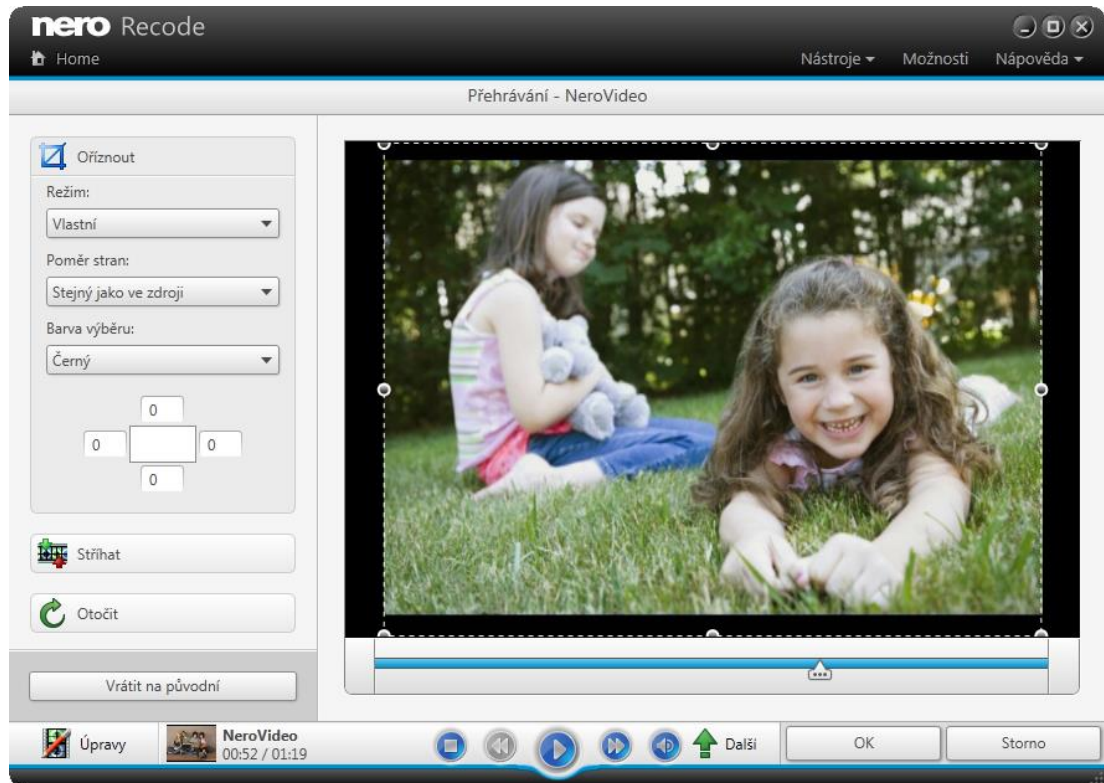 nero Recode
Home
Nástroje Možnosti Nápověda
Přehrávání - NeroVideo
Oříznout
Režim:
Vlastní
Poměr stran:
Stejný jako ve zdroji
Barva výběru:
Černý
0
0 0
0
Stříhat
Otočit
Vrátit na původní
Úpravy
NeroVideo
00:52 / 01:19
Další
OK
Storno